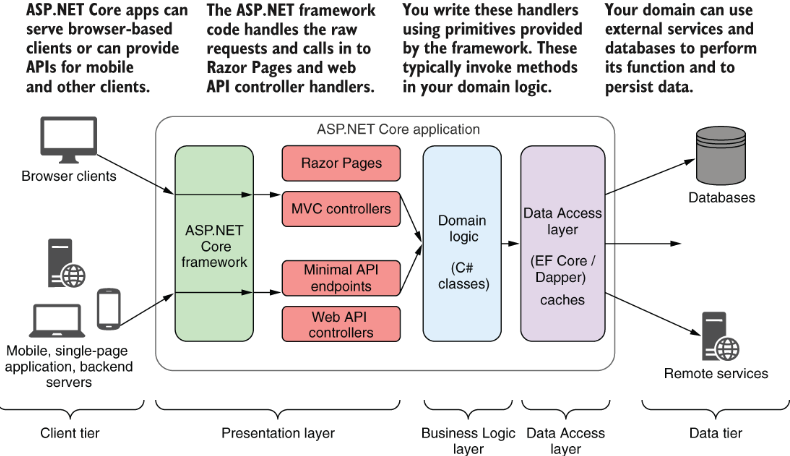 ASP.NET Core apps can
serve browser-based
clients or can provide
APIs for mobile
and other clients.
The ASP.NET framework
code handles the raw
requests and calls in to
Razor Pages and web
API controller handlers.
You write these handlers
using primitives provided
by the framework. These
typically invoke methods
in your domain logic.
Your domain can use
external services and
databases to perform
its function and to
persist data.
ASP.NET Core application
Browser clients
Mobile, single-page
application, backend
servers
ASP.NET
Core
framework
Razor Pages
MVC controllers
Minimal API
endpoints
Web API
controllers
Domain
logic
(C#
classes)
Data Access
layer
(EF Core /
Dapper)
caches
Databases
Remote services
Client tier
Presentation layer
Business Logic
layer
Data Access
layer
Data tier